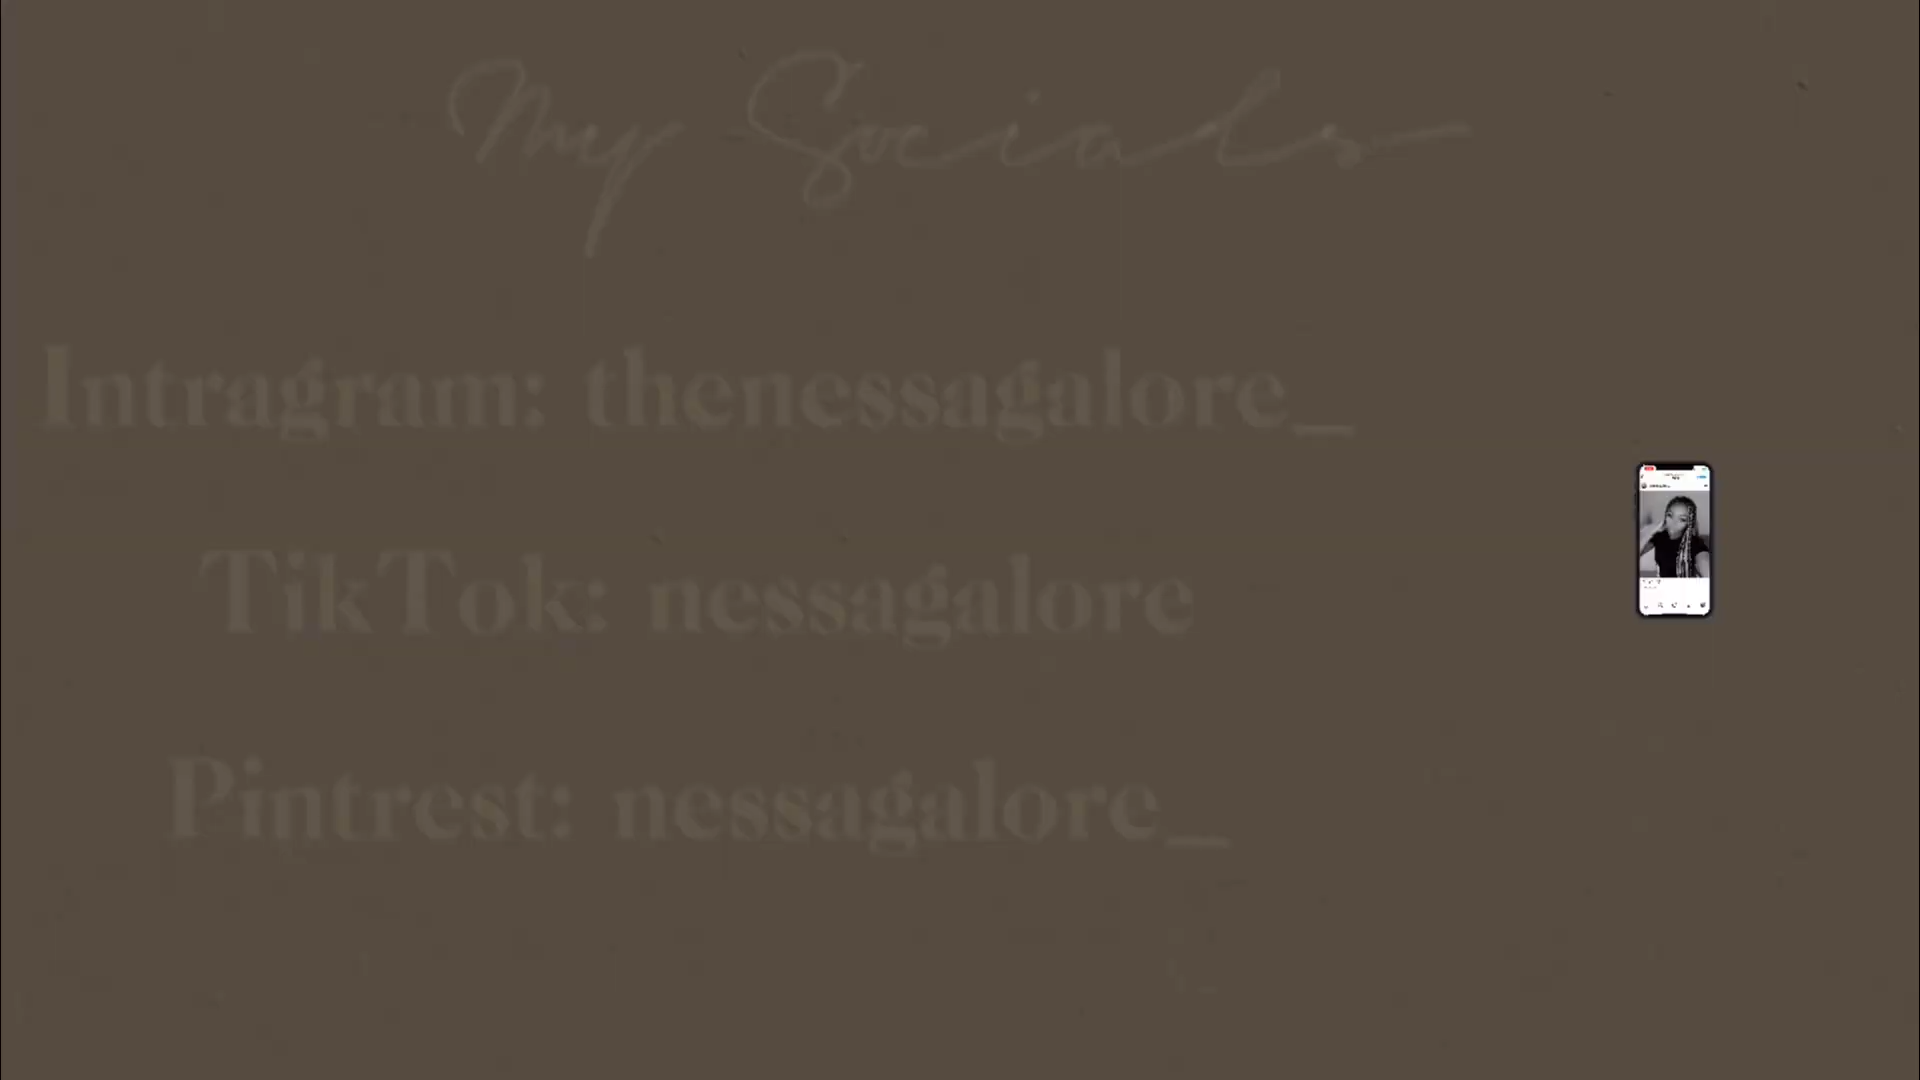 My Socials
Intragram: thenessagalore_
TikTok: nessagalore
Pintrest: nessagalore_